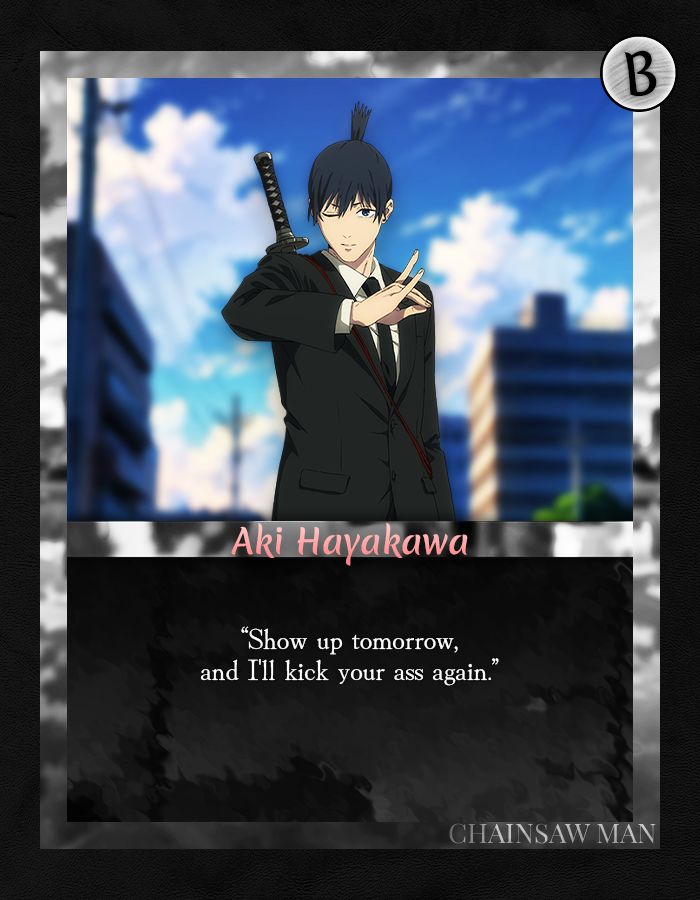 B
Aki Hayakawa
“Show up tomorrow,
and I'll kick your ass again.”
CHAINSAW MAN